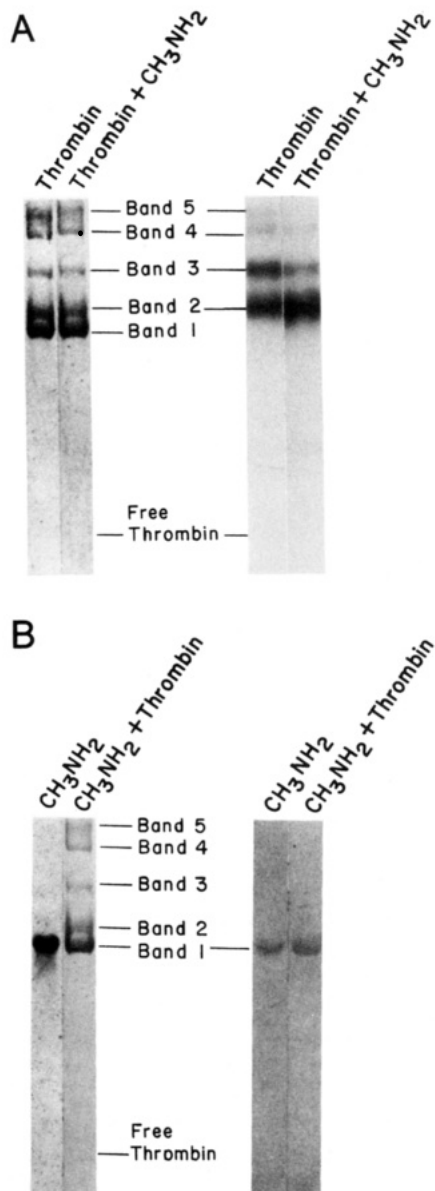 A
Thrombin
Thrombin + CH3NH2
Thrombin
Thrombin + CH3NH2
Band 5
Band 4
Band 3
Band 2
Band 1
Free
Thrombin
B
CH3NH2
CH3NH2 + Thrombin
CH3NH2
CH3NH2 + Thrombin
Band 5
Band 4
Band 3
Band 2
Band 1
Free
Thrombin